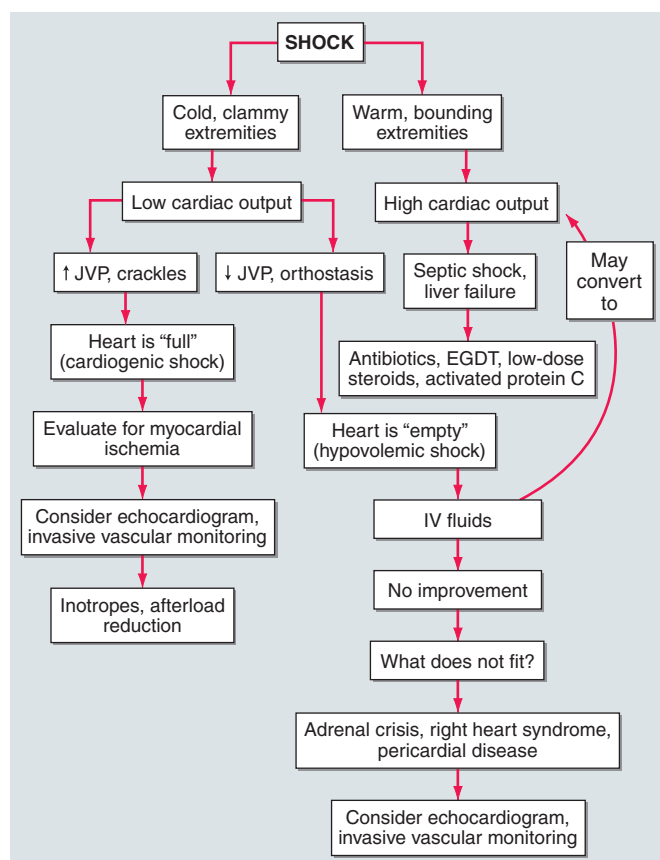 SHOCK
Cold, clammy
extremities
Warm, bounding
extremities
Low cardiac output
High cardiac output
↑ JVP, crackles
↓ JVP, orthostasis
Septic shock,
liver failure
May
convert
to
Heart is “full”
(cardiogenic shock)
Antibiotics, EGDT, low-dose
steroids, activated protein C
Evaluate for myocardial
ischemia
Heart is “empty”
(hypovolemic shock)
Consider echocardiogram,
invasive vascular monitoring
IV fluids
Inotropes, afterload
reduction
No improvement
What does not fit?
Adrenal crisis, right heart syndrome,
pericardial disease
Consider echocardiogram,
invasive vascular monitoring